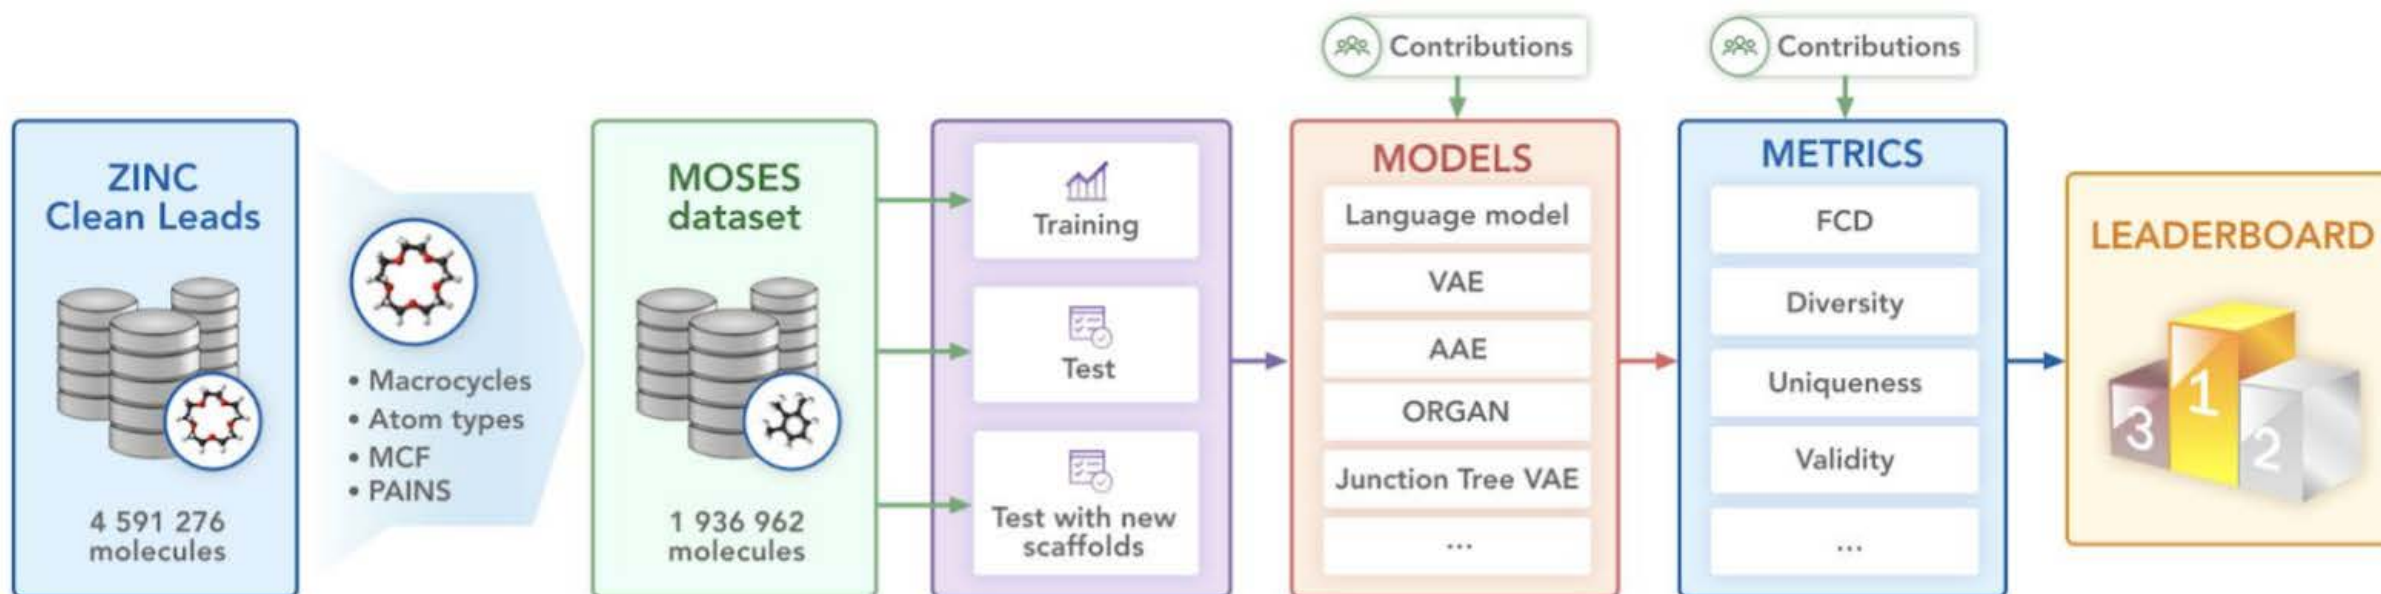 ZINC
Clean Leads
4 591 276
molecules
• Macrocycles
• Atom types
• MCF
• PAINS
MOSES
dataset
1 936 962
molecules
Training
Test
Test with new
scaffolds
Contributions
MODELS
Language model
VAE
AAE
ORGAN
Junction Tree VAE
...
Contributions
METRICS
FCD
Diversity
Uniqueness
Validity
...
LEADERBOARD
3
1
2